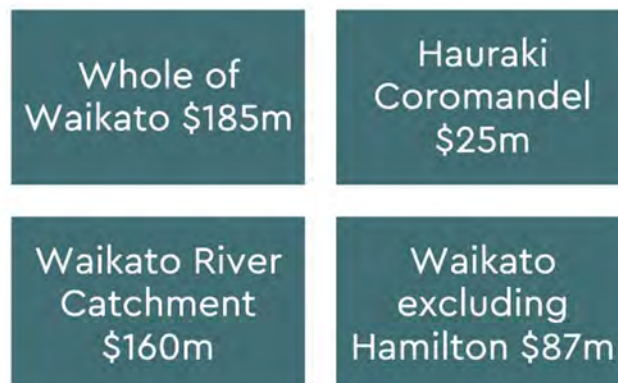 Whole of
Waikato $185m
Hauraki
Coromandel
$25m
Waikato River
Catchment
$160m
Waikato
excluding
Hamilton $87m